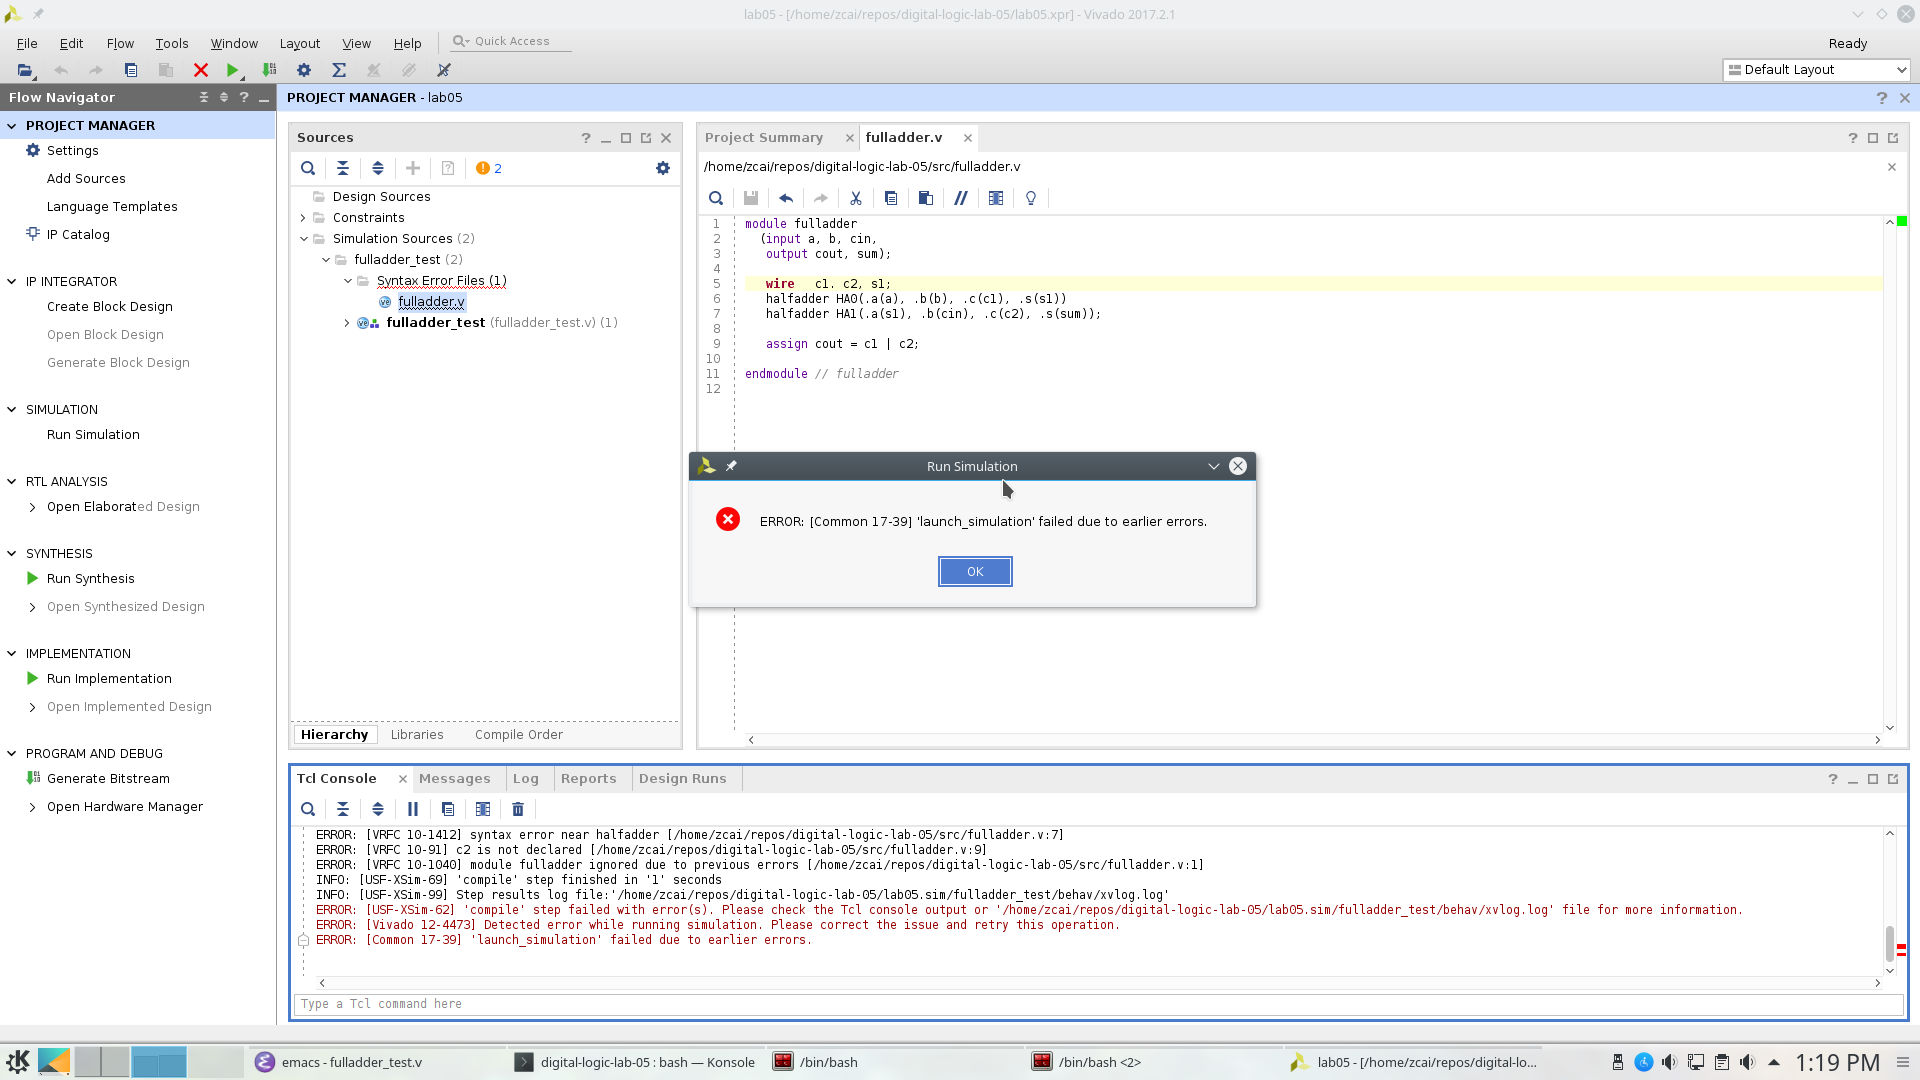 lab05 - [/home/zcai/repos/digital-logic-lab-05/lab05.xpr] - Vivado 2017.2.1
File Edit Flow Tools Window Layout View Help Quick Access Ready
Default Layout
Flow Navigator
PROJECT MANAGER
Settings
Add Sources
Language Templates
IP Catalog
IP INTEGRATOR
Create Block Design
Open Block Design
Generate Block Design
SIMULATION
Run Simulation
RTL ANALYSIS
Open Elaborated Design
SYNTHESIS
Run Synthesis
Open Synthesized Design
IMPLEMENTATION
Run Implementation
Open Implemented Design
PROGRAM AND DEBUG
Generate Bitstream
Open Hardware Manager
PROJECT MANAGER - lab05
Sources
2
Design Sources
Constraints
Simulation Sources (2)
fulladder_test (2)
Syntax Error Files (1)
fulladder.v
fulladder_test (fulladder_test.v) (1)
Hierarchy Libraries Compile Order
Project Summary fulladder.v
/home/zcai/repos/digital-logic-lab-05/src/fulladder.v
1 module fulladder
2 (input a, b, cin,
3 output cout, sum);
4
5 wire c1. c2, s1;
6 halfadder HA0(.a(a), .b(b), .c(c1), .s(s1))
7 halfadder HA1(.a(s1), .b(cin), .c(c2), .s(sum));
8
9 assign cout = c1 | c2;
10
11 endmodule // fulladder
12
Run Simulation
ERROR: [Common 17-39] 'launch_simulation' failed due to earlier errors.
OK
Tcl Console Messages Log Reports Design Runs
ERROR: [VRFC 10-1412] syntax error near halfadder [/home/zcai/repos/digital-logic-lab-05/src/fulladder.v:7]
ERROR: [VRFC 10-91] c2 is not declared [/home/zcai/repos/digital-logic-lab-05/src/fulladder.v:9]
ERROR: [VRFC 10-1040] module fulladder ignored due to previous errors [/home/zcai/repos/digital-logic-lab-05/src/fulladder.v:1]
INFO: [USF-XSim-69] 'compile' step finished in '1' seconds
INFO: [USF-XSim-99] Step results log file:'/home/zcai/repos/digital-logic-lab-05/lab05.sim/fulladder_test/behav/xvlog.log'
ERROR: [USF-XSim-62] 'compile' step failed with error(s). Please check the Tcl console output or '/home/zcai/repos/digital-logic-lab-05/lab05.sim/fulladder_test/behav/xvlog.log' file for more information.
ERROR: [Vivado 12-4473] Detected error while running simulation. Please correct the issue and retry this operation.
ERROR: [Common 17-39] 'launch_simulation' failed due to earlier errors.
Type a Tcl command here
emacs - fulladder_test.v
digital-logic-lab-05 : bash — Konsole
/bin/bash
/bin/bash <2>
lab05 - [/home/zcai/repos/digital-lo...
1:19 PM